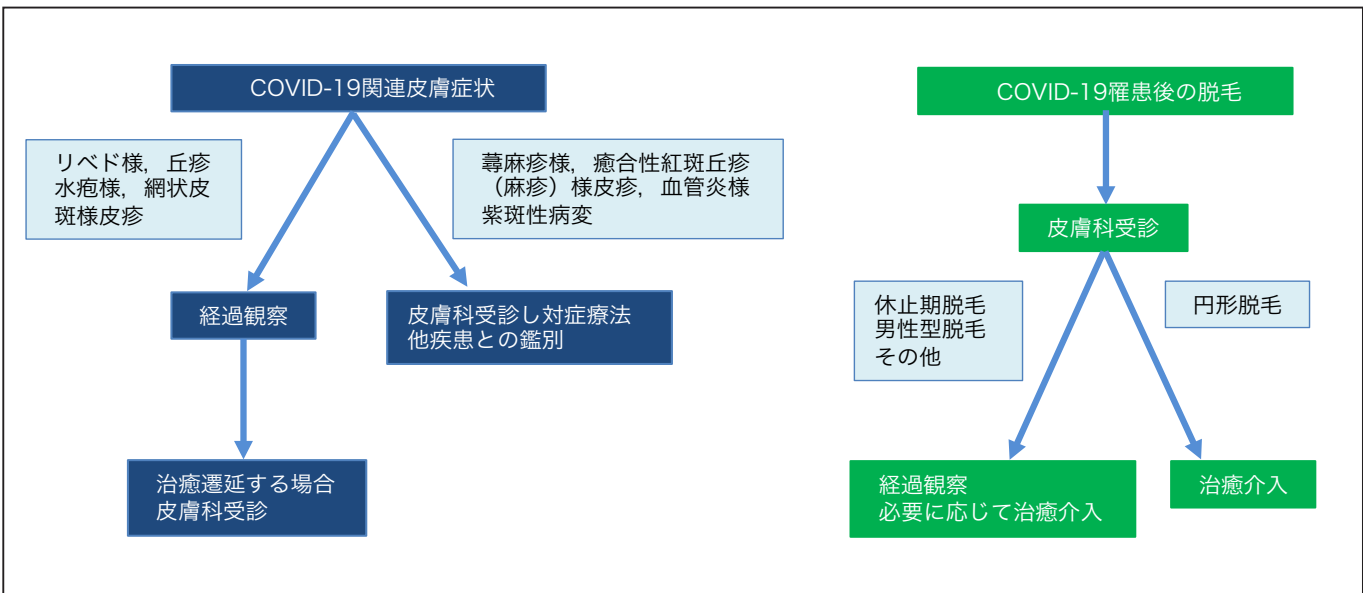 COVID-19関連皮膚症状
リベド様，丘疹
水疱様，網状皮
斑様皮疹
蕁麻疹様，癒合性紅斑丘疹
（麻疹）様皮疹，血管炎様
紫斑性病変
経過観察
皮膚科受診し対症療法
他疾患との鑑別
治癒遷延する場合
皮膚科受診
COVID-19罹患後の脱毛
皮膚科受診
休止期脱毛
男性型脱毛
その他
円形脱毛
経過観察
必要に応じて治癒介入
治癒介入